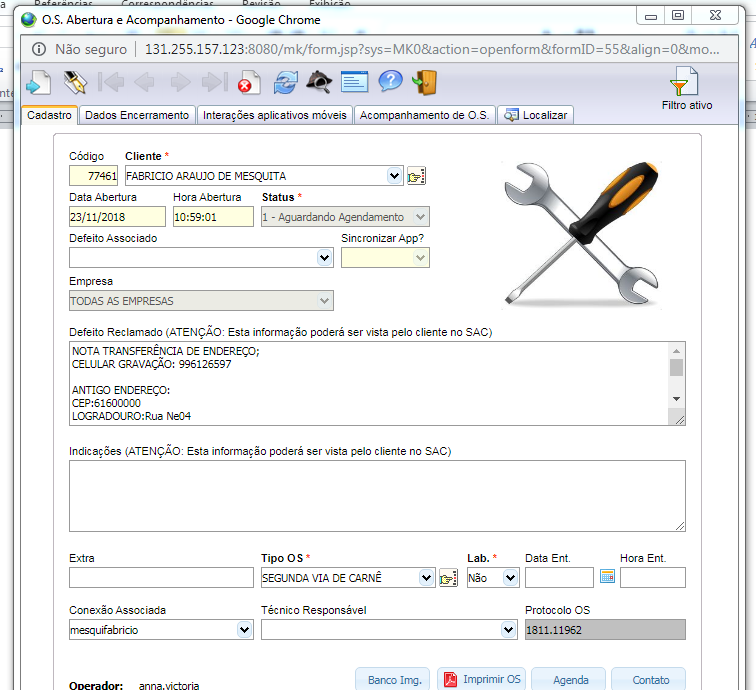 Referências Correspondências Revisão Exibição
O.S. Abertura e Acompanhamento - Google Chrome
Não seguro | 131.255.157.123:8080/mk/form.jsp?sys=MK0&action=openform&formID=55&align=0&mo...
Filtro ativo
Cadastro Dados Encerramento Interações aplicativos móveis Acompanhamento de O.S. Localizar
Código Cliente *
77461 FABRICIO ARAUJO DE MESQUITA
Data Abertura Hora Abertura Status *
23/11/2018 10:59:01 1 - Aguardando Agendamento
Defeito Associado Sincronizar App?
Empresa
TODAS AS EMPRESAS
Defeito Reclamado (ATENÇÃO: Esta informação poderá ser vista pelo cliente no SAC)
NOTA TRANSFERÊNCIA DE ENDEREÇO;
CELULAR GRAVAÇÃO: 996126597
ANTIGO ENDEREÇO:
CEP:61600000
LOGRADOURO:Rua Ne04
Indicações (ATENÇÃO: Esta informação poderá ser vista pelo cliente no SAC)
Extra Tipo OS * Lab. * Data Ent. Hora Ent.
SEGUNDA VIA DE CARNÊ Não
Conexão Associada Técnico Responsável Protocolo OS
mesquifabricio 1811.11962
Operador: anna.victoria Banco Img. Imprimir OS Agenda Contato